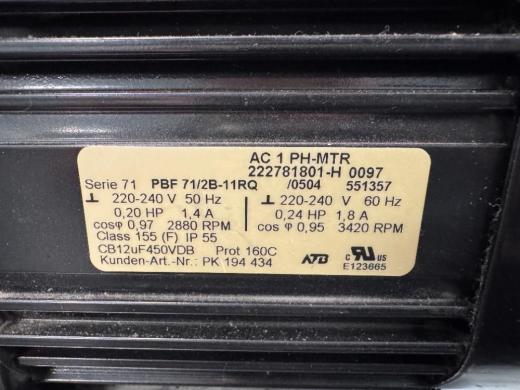 AC 1 PH-MTR
222781801-H 0097
Serie 71 PBF 71/2B-11RQ /0504 551357
⊥ 220-240 V 50 Hz ⊥ 220-240 V 60 Hz
0,20 HP 1,4 A 0,24 HP 1,8 A
cosφ 0,97 2880 RPM cos φ 0,95 3420 RPM
Class 155 (F) IP 55
CB12uF450VDB Prot 160C ATB c RU US
Kunden-Art.-Nr.: PK 194 434 E123665